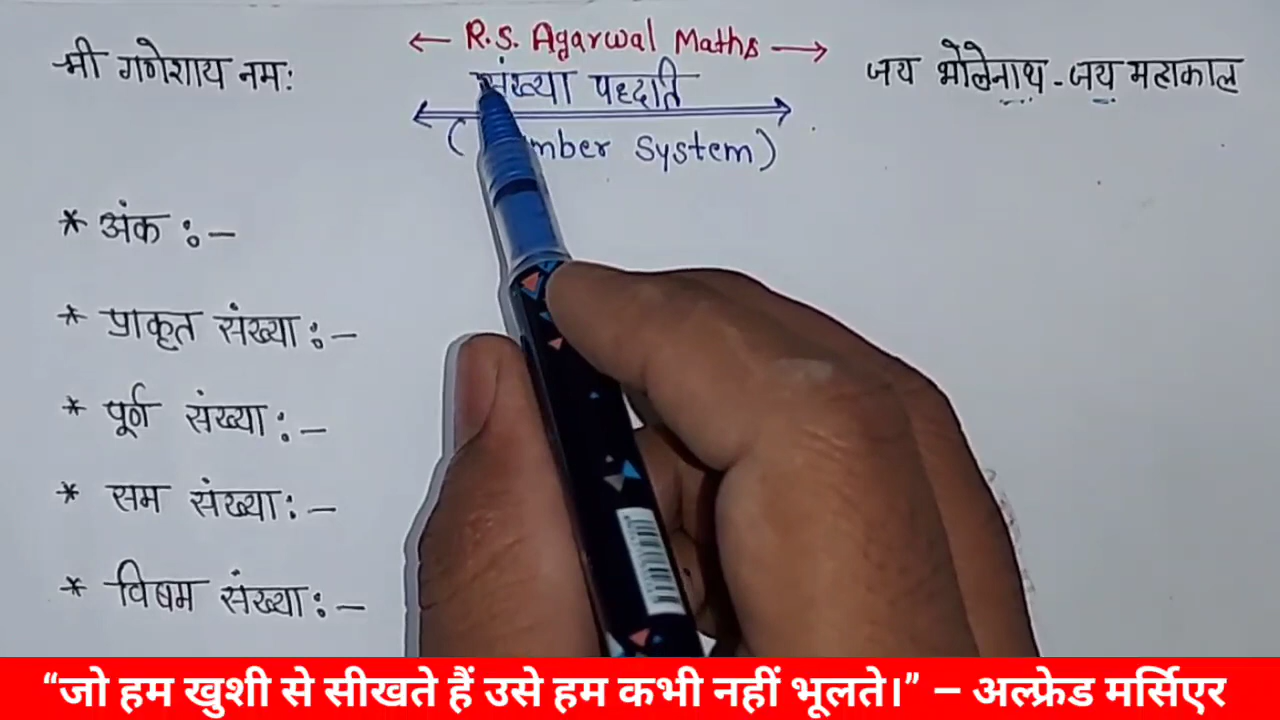 ← R.S. Agarwal Maths →
श्री गणेशाय नमः
संख्या पद्धति
जय भोलेनाथ - जय महाकाल
( System)
* अंक :-
* प्राकृत संख्या :-
* पूर्ण संख्या :-
* सम संख्या :-
* विषम संख्या :-
“जो हम खुशी से सीखते हैं उसे हम कभी नहीं भूलते।” – अल्फ्रेड मर्सिएर